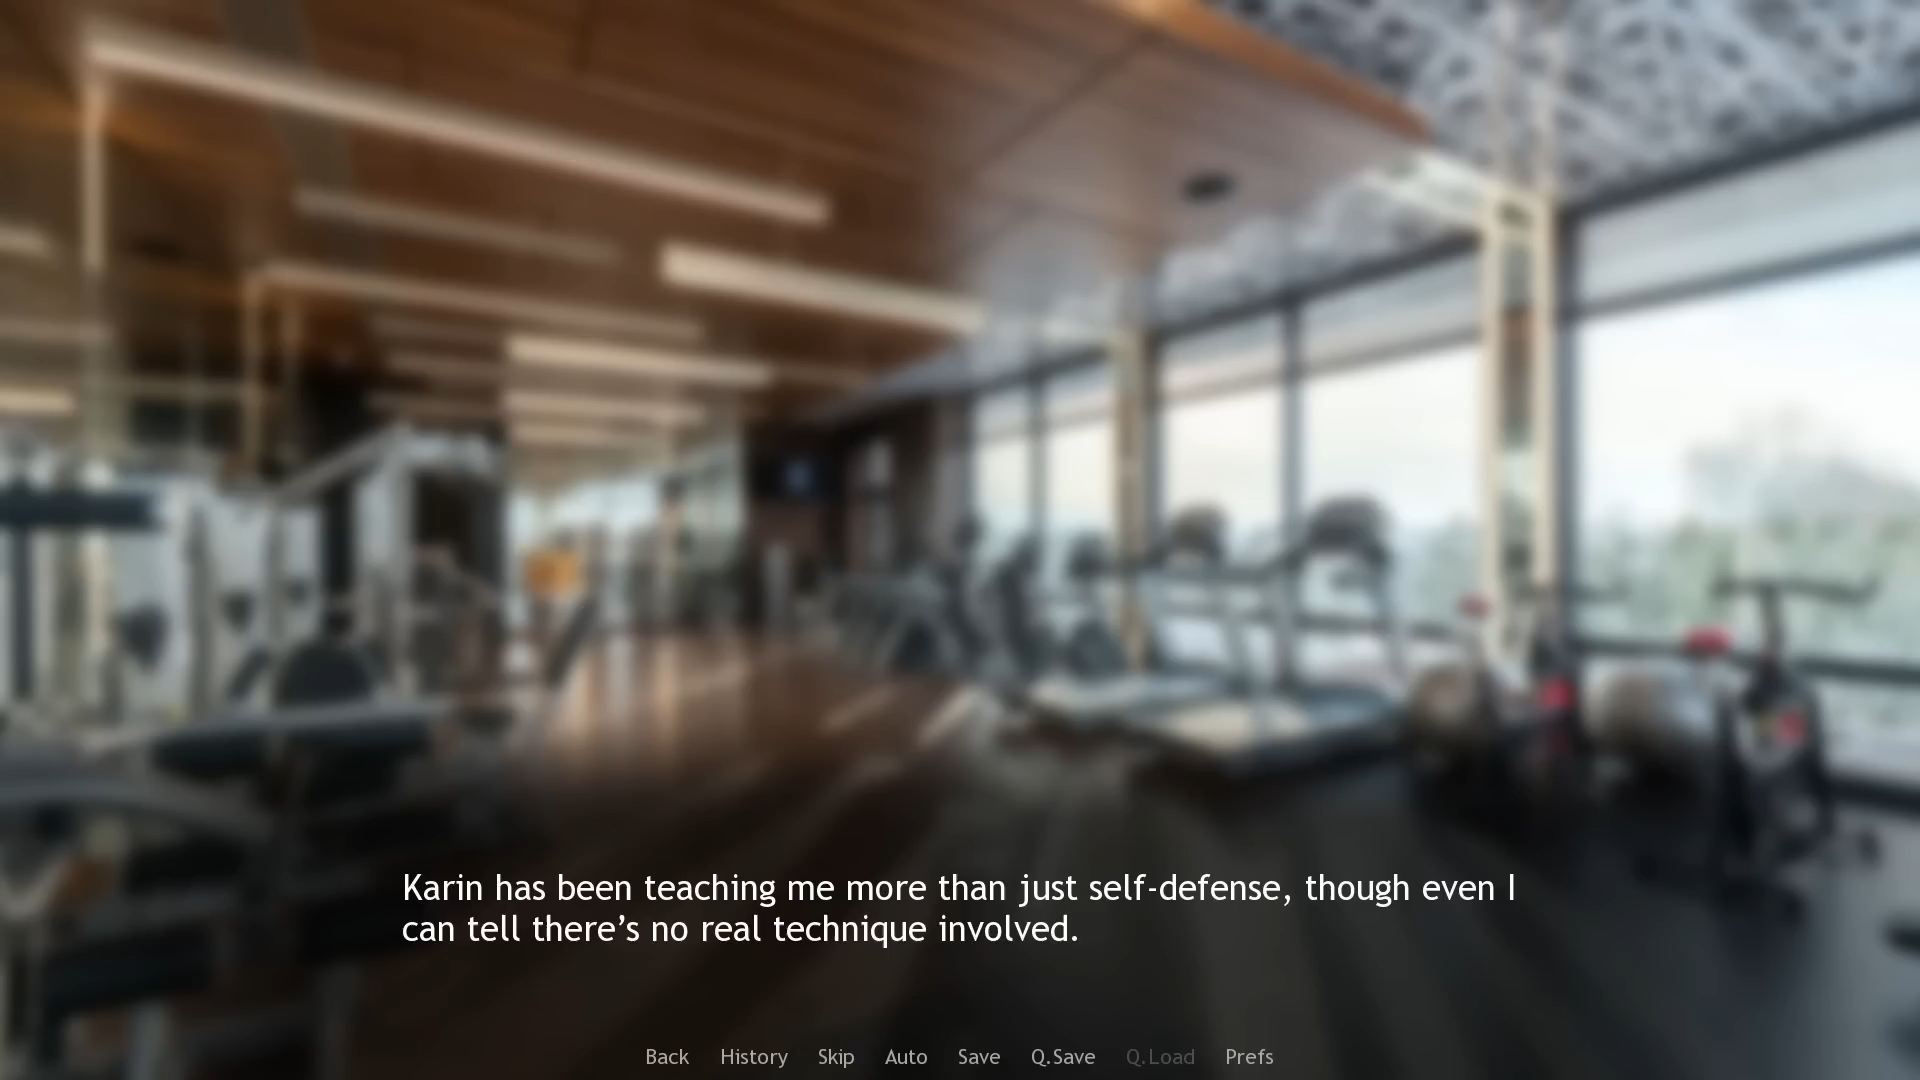 Karin has been teaching me more than just self-defense, though even I
can tell there’s no real technique involved.
Back History Skip Auto Save Q.Save Q.Load Prefs